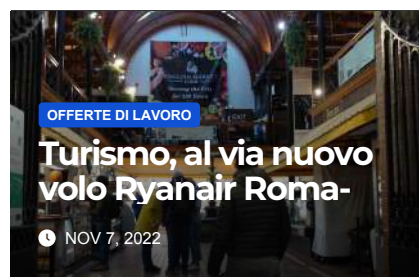 OFFERTE DI LAVORO
Turismo, al via nuovo
volo Ryanair Roma-
NOV 7, 2022